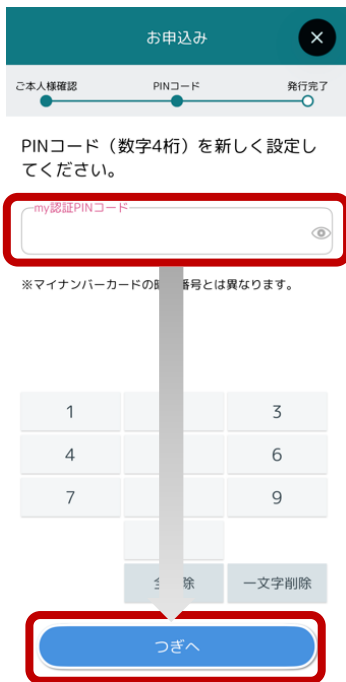 お申込み
ご本人様確認 PINコード 発行完了
PINコード（数字4桁）を新しく設定し
てください。
my認証PINコード
※マイナンバーカードの 番号とは異なります。
1 3
4 6
7 9
全 除 一文字削除
つぎへ